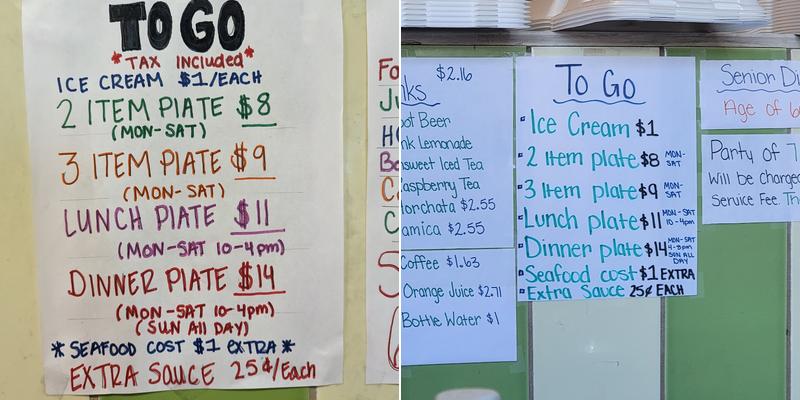 TO GO
*TAX Included*
ICE CREAM $1/EACH
2 ITEM PLATE $8
(MON-SAT)
3 ITEM PLATE $9
(MON-SAT)
LUNCH PLATE $11
(MON-SAT 10-4pm)
DINNER PLATE $14
(MON-SAT 10-4pm)
(SUN All DAY)
* SEAFOOD COST $1 EXTRA *
EXTRA SAUCE 25¢/Each
$2.16
Beer
Lemonade
Iced Tea
Tea
$2.55
$2.55
Coffee $1.63
Orange Juice $2.71
Bottle Water $1
To Go
Ice Cream $1
2 Item plate $8 MON-SAT
3 Item plate $9 MON-SAT
Lunch plate $11 MON-SAT 10-4pm
Dinner plate $14 MON-SAT 4-8pm SUN ALL DAY
Seafood cost $1 EXTRA
Extra Sauce 25¢ EACH
Senior
Age of
Party of 7
Will be charged
Service Fee.